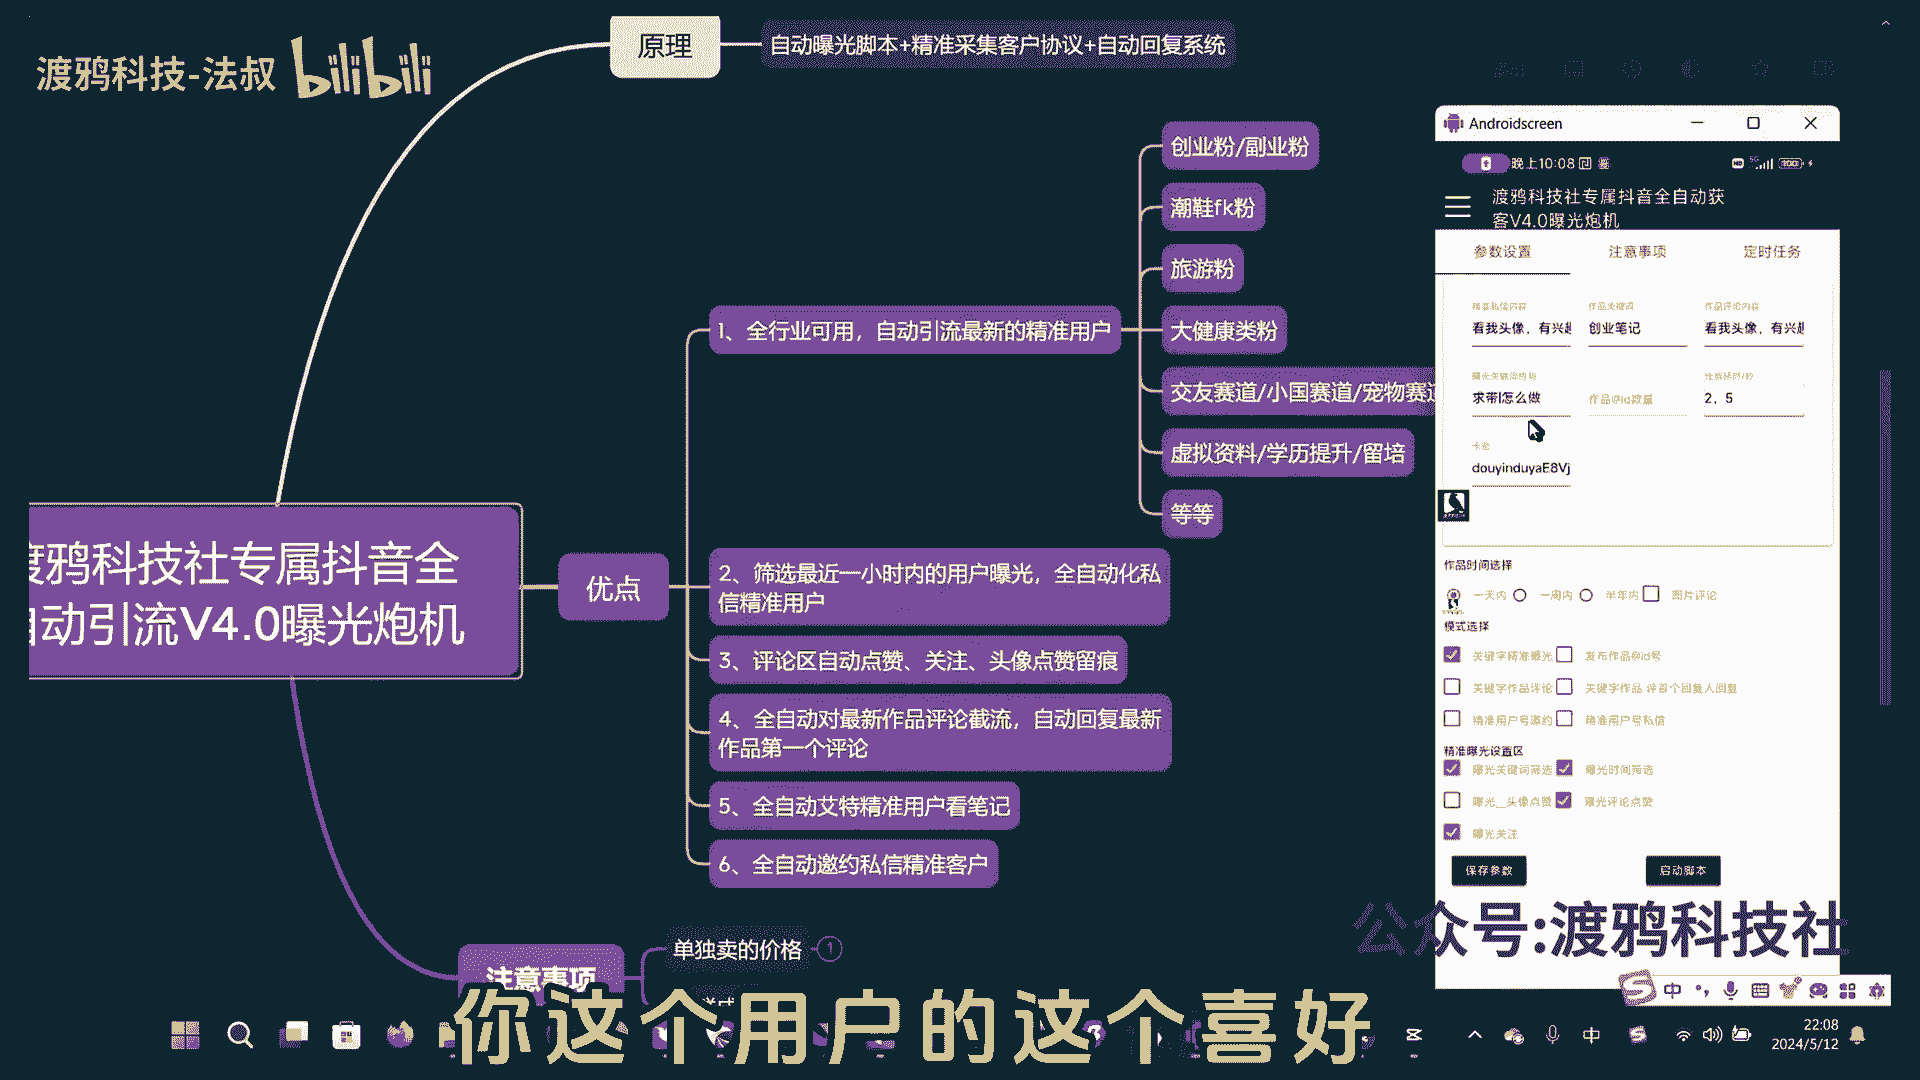 渡鸦科技-法叔 bilibili
原理
自动曝光脚本+精准采集客户协议+自动回复系统
创业粉/副业粉
潮鞋fk粉
旅游粉
1、全行业可用，自动引流最新的精准用户
大健康类粉
交友赛道/小国赛道/宠物赛道
虚拟资料/学历提升/留培
等等
渡鸦科技社专属抖音全
自动引流V4.0曝光炮机
优点
2、筛选最近一小时内的用户曝光，全自动化私
信精准用户
3、评论区自动点赞、关注、头像点赞留痕
4、全自动对最新作品评论截流，自动回复最新
作品第一个评论
5、全自动艾特精准用户看笔记
6、全自动邀约私信精准客户
注意事项
单独卖的价格 1
Androidscreen
晚上10:08
渡鸦科技社专属抖音全自动获
客V4.0曝光炮机
参数设置 注意事项 定时任务
作品关键词 作品评论内容
看我头像，有兴趣 创业笔记 看我头像，有兴趣
求带|怎么做 作品@id数量 2，5
卡密
douyinduyaE8Vj
作品时间选择
一天内 一周内 半年内 图片评论
模式选择
关键字精准曝光 发布作品@id号
关键字作品评论 关键字作品 评首个回复人回复
精准用户号邀约 精准用户号私信
精准曝光设置区
曝光关键词筛选 曝光时间筛选
曝光__头像点赞 曝光评论点赞
曝光关注
保存参数 启动脚本
公众号:渡鸦科技社
中
你这个用户的这个喜好
中
22:08
2024/5/12